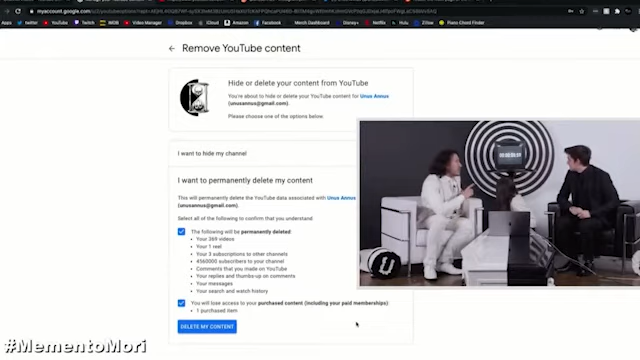 myaccount.google.com
Apps
twitter
YouTube
IMDB
Video Manager
Dropbox
Cloud
Amazon
Facebook
Merch Dashboard
Disney+
Netflix
Hulu
Piano Chord Finder
← Remove YouTube content
Hide or delete your content from YouTube
You're about to hide or delete your YouTube content for Unus Annus
(unusannus@gmail.com).
Please choose one of the options below.
I want to hide my channel
I want to permanently delete my content
This will permanently delete the YouTube data associated with Unus Annus
(unusannus@gmail.com).
Select all of the following to confirm that you understand
The following will be permanently deleted:
• Your 369 videos
• Your 1 reel
• Your 3 subscriptions to other channels
• 4560000 subscribers to your channel
• Comments that you made on YouTube
• Your replies and thumbs-up on comments
• Your messages
• Your search and watch history
You will lose access to your purchased content (including your paid memberships):
• 1 purchased item
DELETE MY CONTENT
#MementoMori